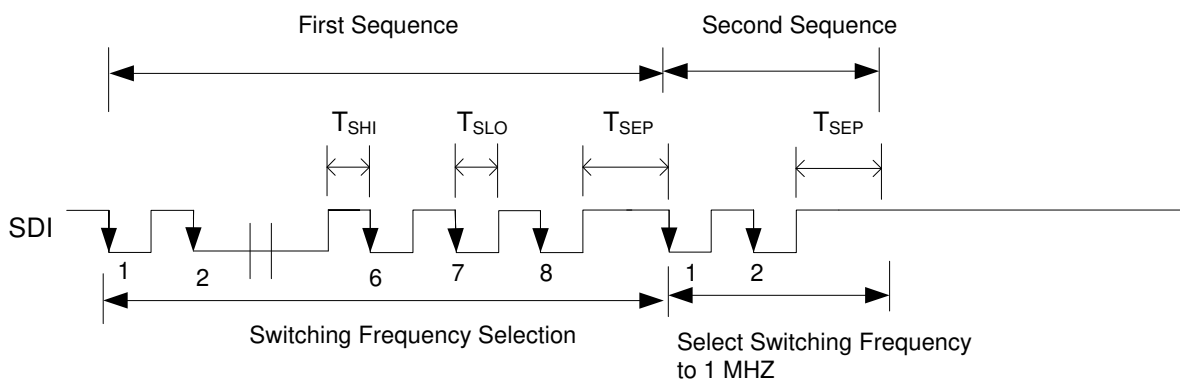 First Sequence
Second Sequence
TSHI
TSLO
TSEP
TSEP
SDI
1
2
6
7
8
1
2
Switching Frequency Selection
Select Switching Frequency
to 1 MHZ